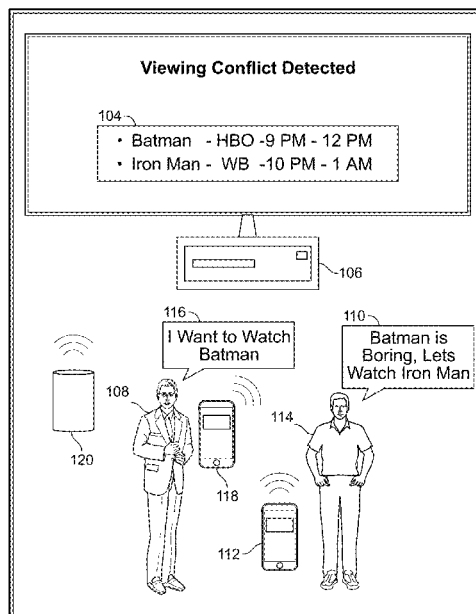 Viewing Conflict Detected
104
• Batman - HBO -9 PM - 12 PM
• Iron Man - WB -10 PM - 1 AM
106
116
I Want to Watch
Batman
110
Batman is
Boring, Lets
Watch Iron Man
108
114
120
118
112